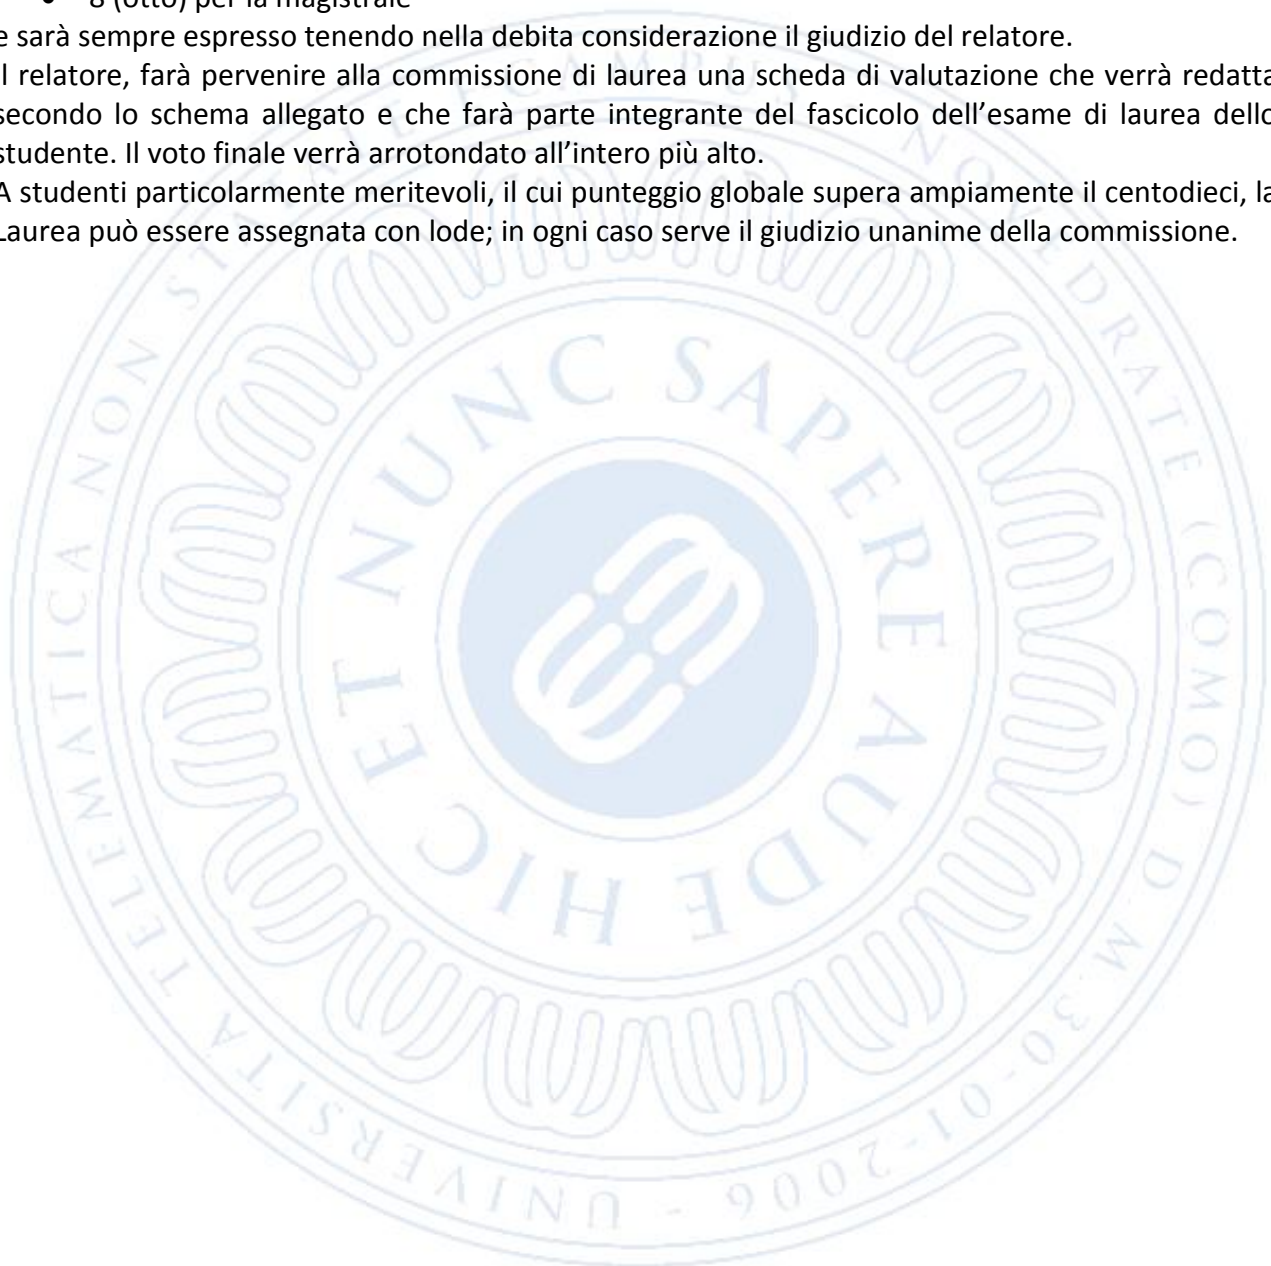 • 8 (otto) per la magistrale
e sarà sempre espresso tenendo nella debita considerazione il giudizio del relatore.
Il relatore, farà pervenire alla commissione di laurea una scheda di valutazione che verrà redatta
secondo lo schema allegato e che farà parte integrante del fascicolo dell’esame di laurea dello
studente. Il voto finale verrà arrotondato all’intero più alto.
A studenti particolarmente meritevoli, il cui punteggio globale supera ampiamente il centodieci, la
Laurea può essere assegnata con lode; in ogni caso serve il giudizio unanime della commissione.
UNIVERSITÀ TELEMATICA NON STATALE ECAMPUS NOVEDRATE (COMO) D.M. 30-01-2006 -
HIC ET NUNC SAPERE AUDE